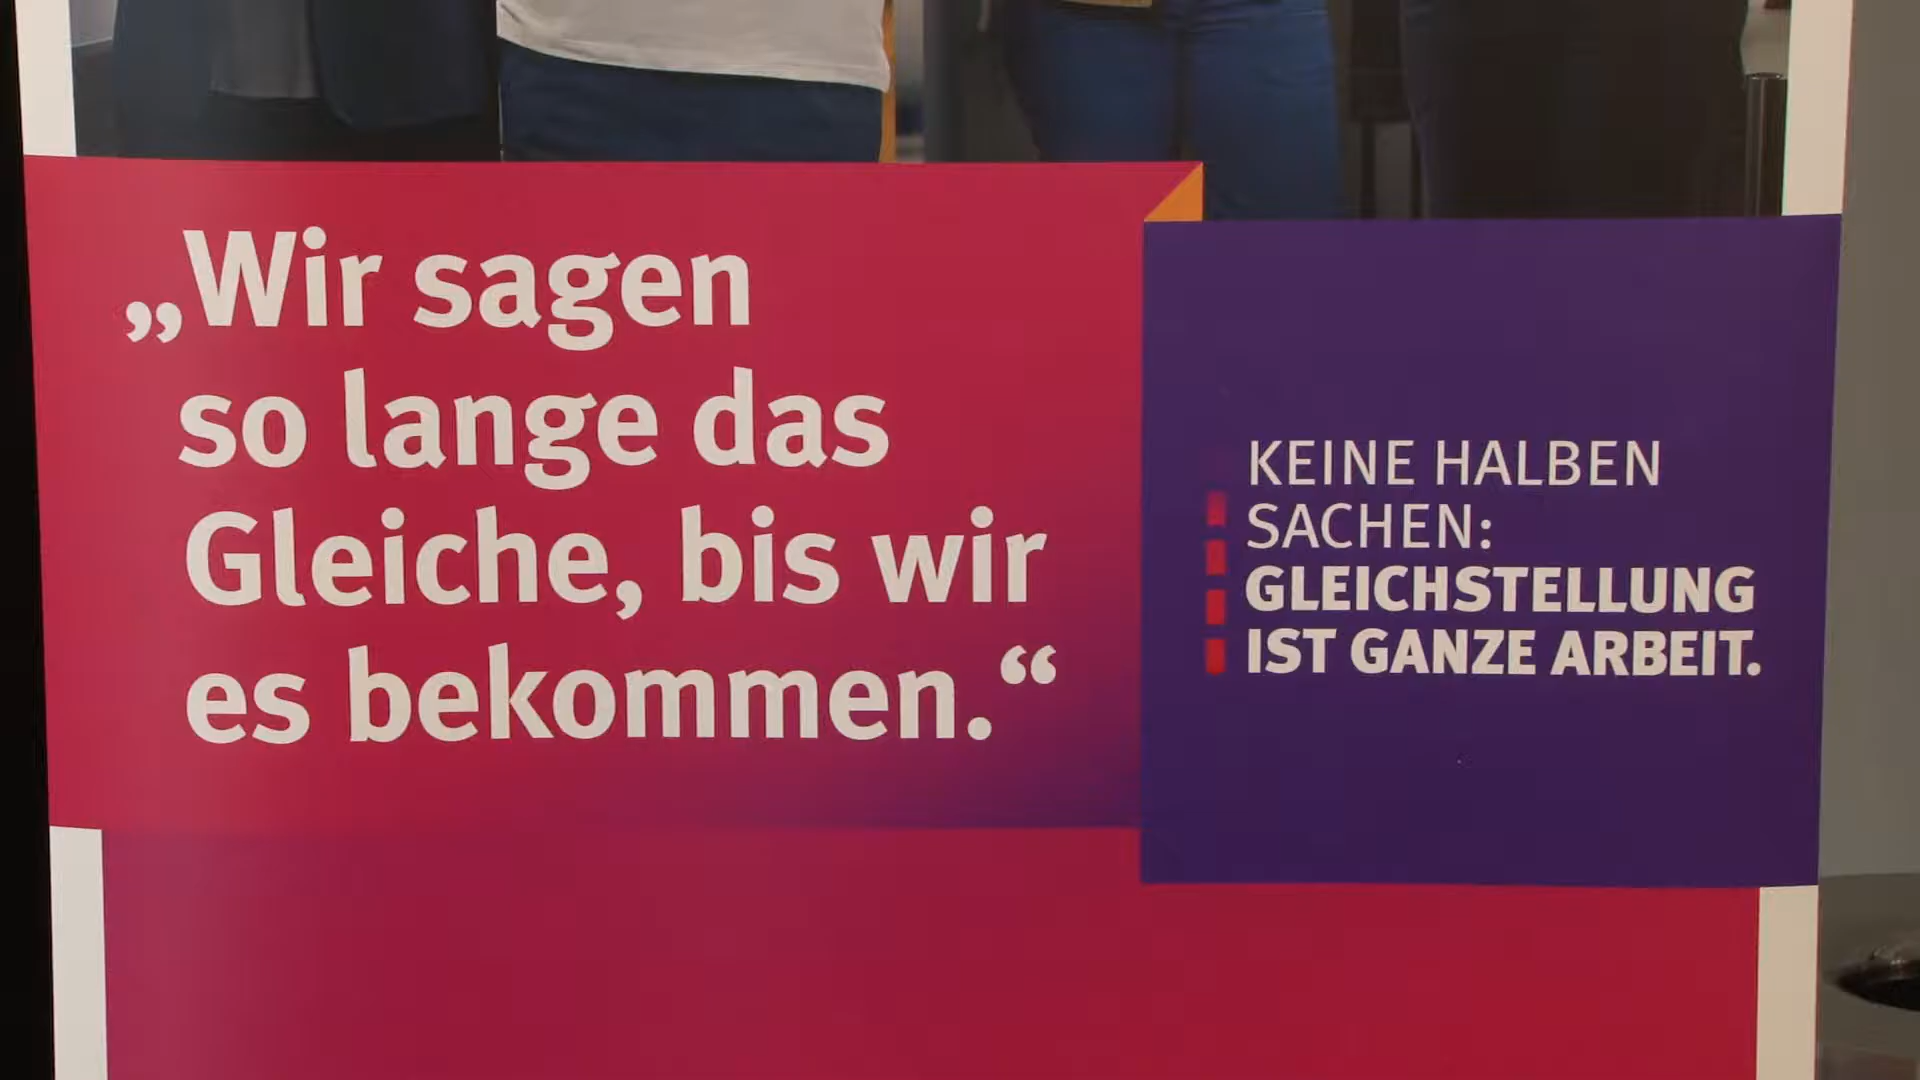 „Wir sagen
so lange das
Gleiche, bis wir
es bekommen.“
KEINE HALBEN
SACHEN:
GLEICHSTELLUNG
IST GANZE ARBEIT.